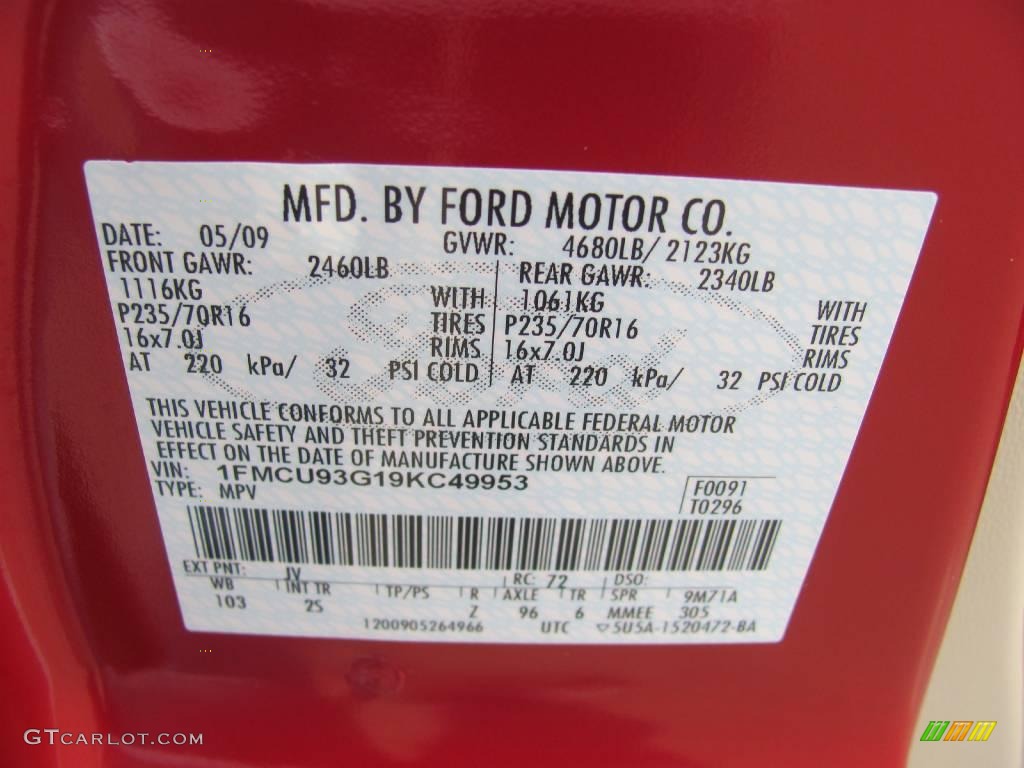 MFD. BY FORD MOTOR CO.
DATE: 05/09 GVWR: 4680LB/ 2123KG
FRONT GAWR: 2460LB REAR GAWR: 2340LB
1116KG WITH 1061KG WITH
P235/70R16 TIRES P235/70R16 TIRES
16x7.0J RIMS 16x7.0J RIMS
AT 220 kPa/ 32 PSI COLD AT 220 kPa/ 32 PSI COLD
Ford
THIS VEHICLE CONFORMS TO ALL APPLICABLE FEDERAL MOTOR
VEHICLE SAFETY AND THEFT PREVENTION STANDARDS IN
EFFECT ON THE DATE OF MANUFACTURE SHOWN ABOVE.
VIN: 1FMCU93G19KC49953 F0091
TYPE: MPV T0296
EXT PNT: JV RC: 72 DSO:
WB INT TR TP/PS R AXLE TR SPR 9M71A
103 2S Z 96 6 MMEE 305
1200905264966 UTC ▽5U5A-1520472-BA
GTCARLOT.COM